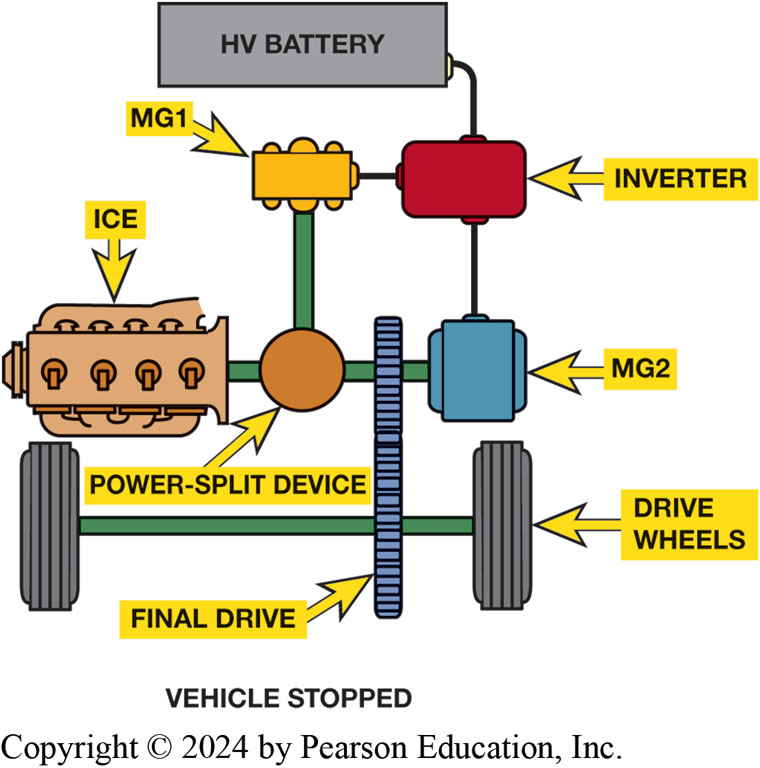 HV BATTERY
MG1
INVERTER
ICE
MG2
POWER-SPLIT DEVICE
DRIVE
WHEELS
FINAL DRIVE
VEHICLE STOPPED
Copyright © 2024 by Pearson Education, Inc.